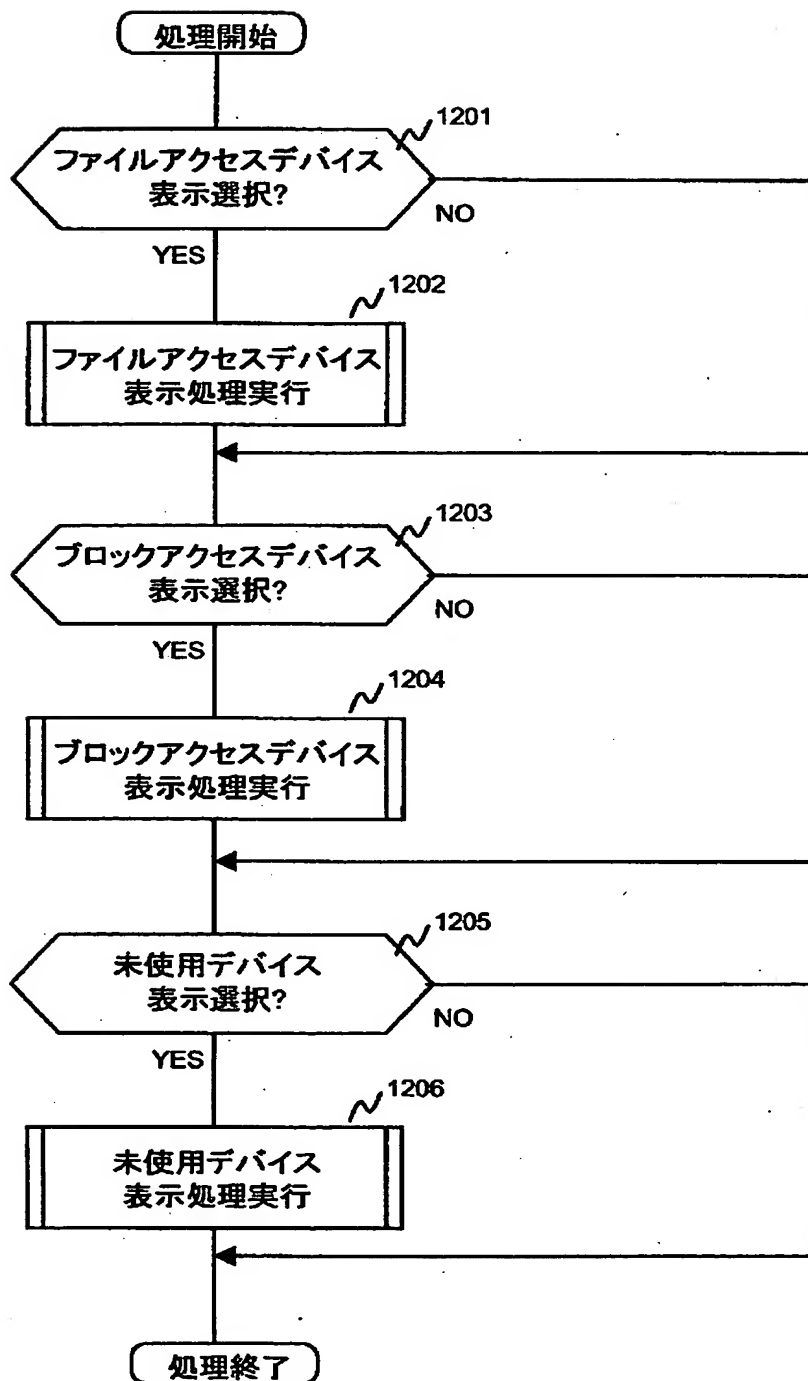 処理開始
1201
ファイルアクセスデバイス
表示選択?
NO
YES
1202
ファイルアクセスデバイス
表示処理実行
1203
ブロックアクセスデバイス
表示選択?
NO
YES
1204
ブロックアクセスデバイス
表示処理実行
1205
未使用デバイス
表示選択?
NO
YES
1206
未使用デバイス
表示処理実行
処理終了